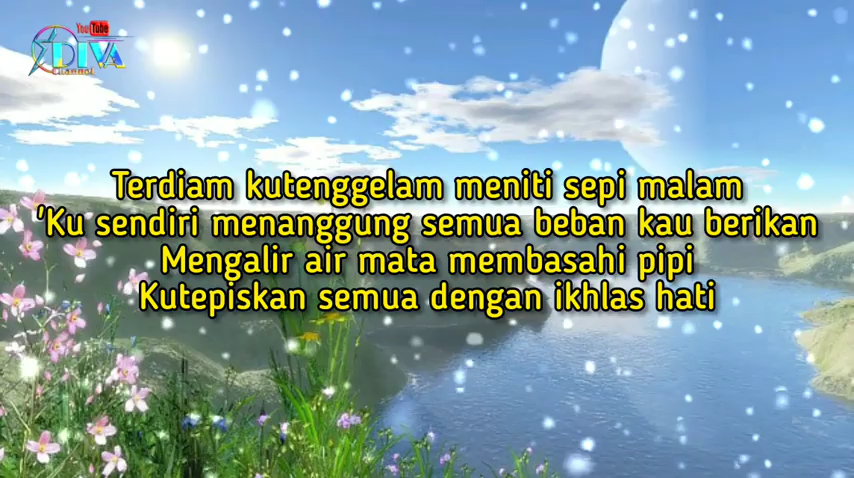 YouTube
DIVA
CHANNEL
Terdiam kutenggelam meniti sepi malam
'Ku sendiri menanggung semua beban kau berikan
Mengalir air mata membasahi pipi
Kutepiskan semua dengan ikhlas hati